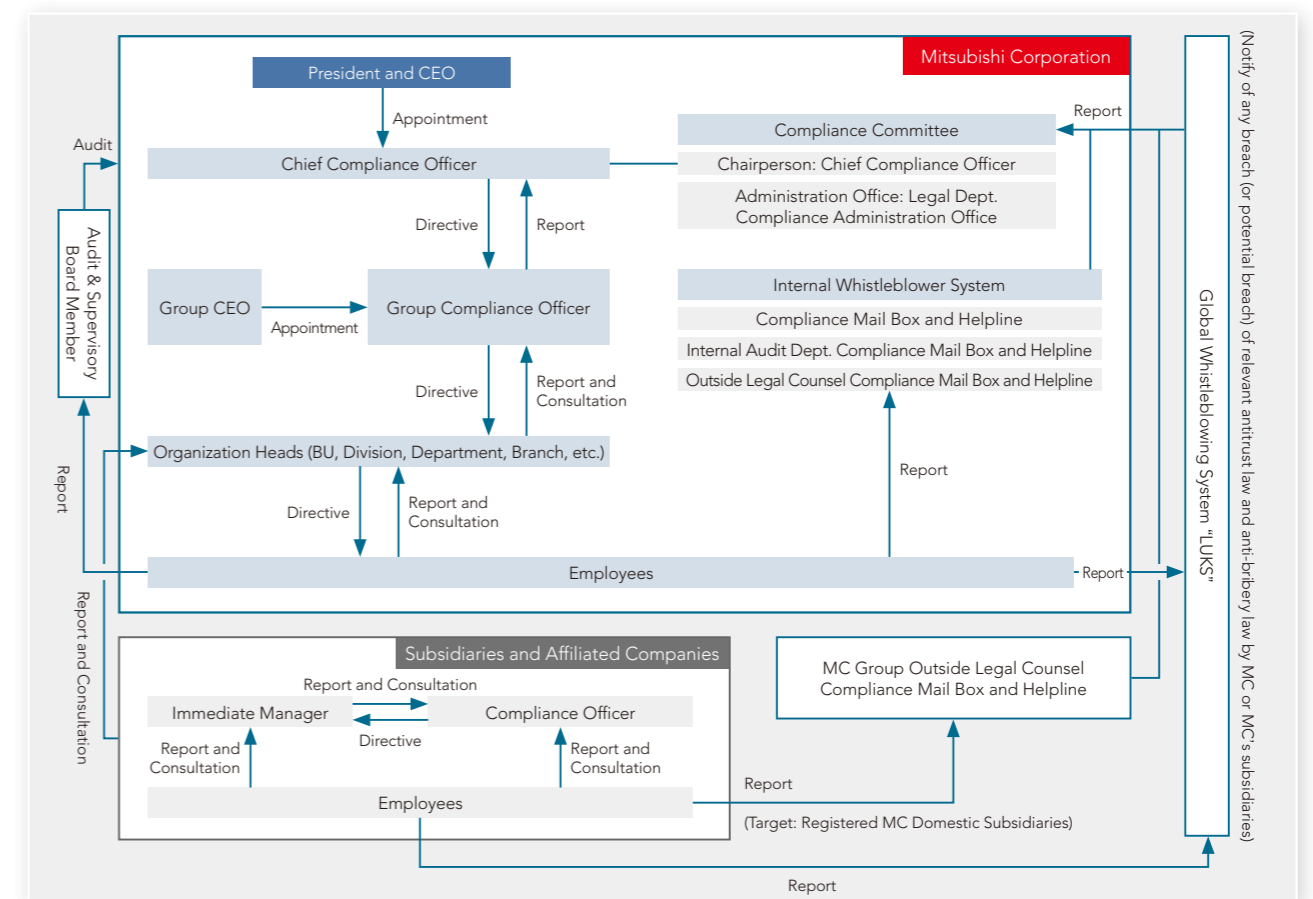 Mitsubishi Corporation
President and CEO
Appointment
Report
Compliance Committee
Audit
Chief Compliance Officer
Chairperson: Chief Compliance Officer
Administration Office: Legal Dept.
Compliance Administration Office
Directive
Report
Audit & Supervisory
Board Member
Group CEO
Appointment
Group Compliance Officer
Internal Whistleblower System
Compliance Mail Box and Helpline
Internal Audit Dept. Compliance Mail Box and Helpline
Outside Legal Counsel Compliance Mail Box and Helpline
Directive
Report and
Consultation
Organization Heads (BU, Division, Department, Branch, etc.)
Report
Report
Directive
Report and
Consultation
Employees
Report
Global Whistleblowing System “LUKS”
(Notify of any breach (or potential breach) of relevant antitrust law and anti-bribery law by MC or MC's subsidiaries)
Report and Consultation
Subsidiaries and Affiliated Companies
Report and Consultation
Immediate Manager
Compliance Officer
Directive
Report and
Consultation
Report and
Consultation
Employees
MC Group Outside Legal Counsel
Compliance Mail Box and Helpline
Report
(Target: Registered MC Domestic Subsidiaries)
Report